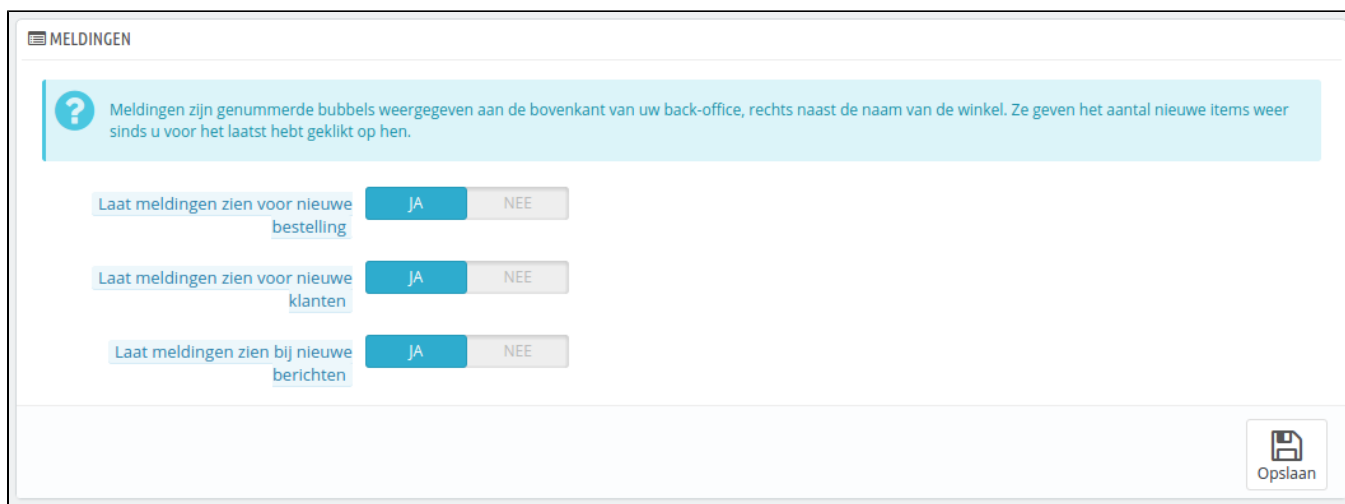 MELDINGEN
Meldingen zijn genummerde bubbels weergegeven aan de bovenkant van uw back-office, rechts naast de naam van de winkel. Ze geven het aantal nieuwe items weer
sinds u voor het laatst hebt geklikt op hen.
Laat meldingen zien voor nieuwe JA NEE
bestelling
Laat meldingen zien voor nieuwe JA NEE
klanten
Laat meldingen zien bij nieuwe JA NEE
berichten
Opslaan